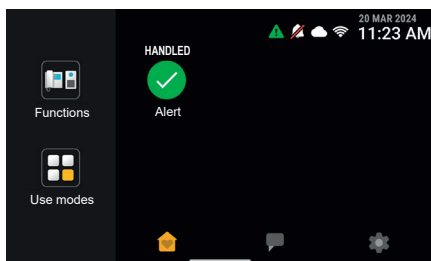 20 MAR 2024
11:23 AM
HANDLED
Alert
Functions
Use modes